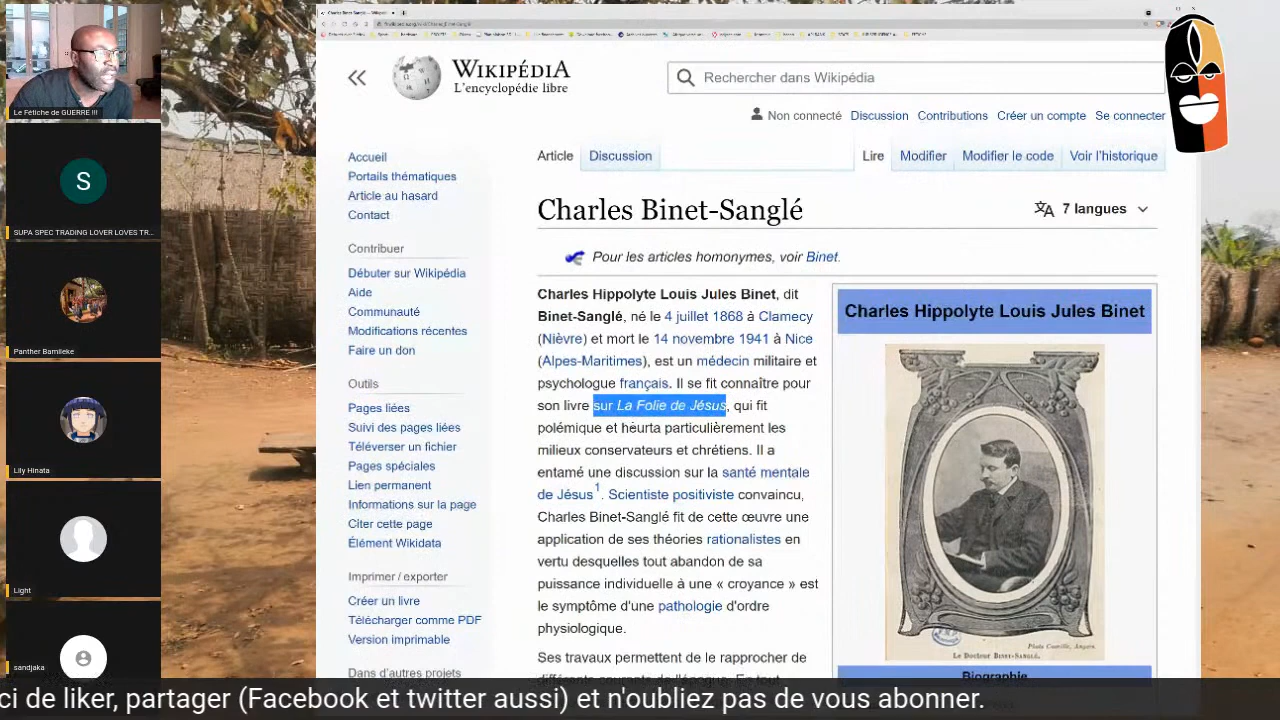 Charles Binet-Sanglé — Wikipédi
Le Fétiche de GUERRE !!!
S
SUPA SPEC TRADING LOVER LOVES TR...
Panther Bamileke
Lily Hinata
Light
sandjaka
WIKIPÉDIA
L'encyclopédie libre
Rechercher dans Wikipédia
Non connecté Discussion Contributions Créer un compte Se connecter
Accueil
Portails thématiques
Article au hasard
Contact
Contribuer
Débuter sur Wikipédia
Aide
Communauté
Modifications récentes
Faire un don
Outils
Pages liées
Suivi des pages liées
Téléverser un fichier
Pages spéciales
Lien permanent
Informations sur la page
Citer cette page
Élément Wikidata
Imprimer / exporter
Créer un livre
Télécharger comme PDF
Version imprimable
Dans d'autres projets
Article Discussion Lire Modifier Modifier le code Voir l'historique
Charles Binet-Sanglé
7 langues
Pour les articles homonymes, voir Binet.
Charles Hippolyte Louis Jules Binet, dit
Binet-Sanglé, né le 4 juillet 1868 à Clamecy
(Nièvre) et mort le 14 novembre 1941 à Nice
(Alpes-Maritimes), est un médecin militaire et
psychologue français. Il se fit connaître pour
son livre sur La Folie de Jésus, qui fit
polémique et heurta particulièrement les
milieux conservateurs et chrétiens. Il a
entamé une discussion sur la santé mentale
de Jésus1. Scientiste positiviste convaincu,
Charles Binet-Sanglé fit de cette œuvre une
application de ses théories rationalistes en
vertu desquelles tout abandon de sa
puissance individuelle à une « croyance » est
le symptôme d'une pathologie d'ordre
physiologique.
Ses travaux permettent de le rapprocher de
Charles Hippolyte Louis Jules Binet
Le Docteur BINET-SANGLÉ.
Biographie
ci de liker, partager (Facebook et twitter aussi) et n'oubliez pas de vous abonner.